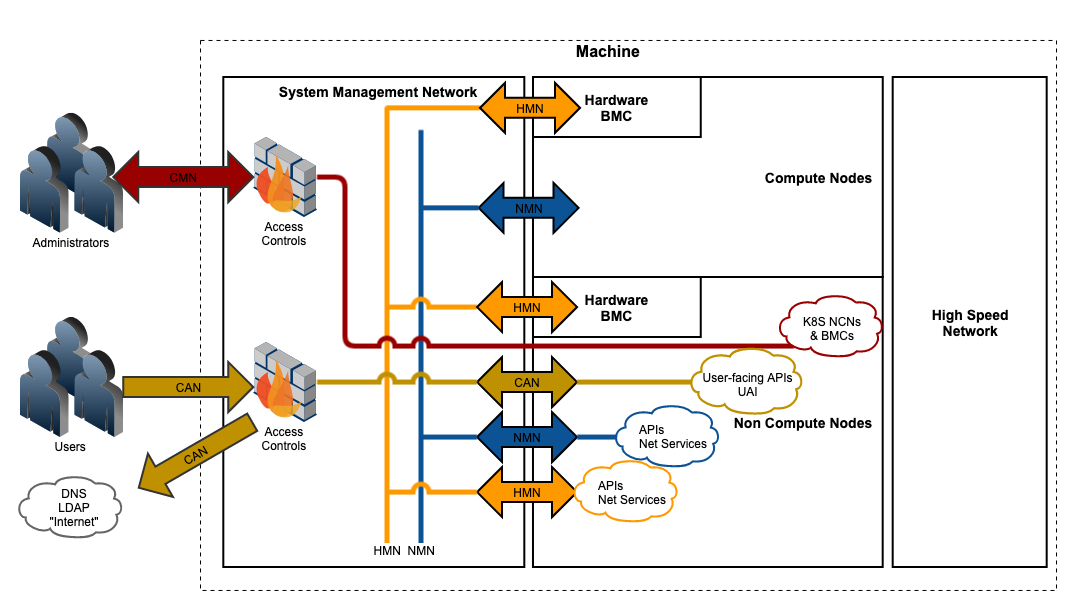 Machine
System Management Network
HMN
Hardware
BMC
CMN
Administrators
Access
Controls
NMN
Compute Nodes
HMN
Hardware
BMC
K8S NCNs
& BMCs
High Speed
Network
Users
CAN
Access
Controls
CAN
CAN
User-facing APIs
UAI
Non Compute Nodes
NMN
APIs
Net Services
HMN
APIs
Net Services
DNS
LDAP
"Internet"
HMN NMN